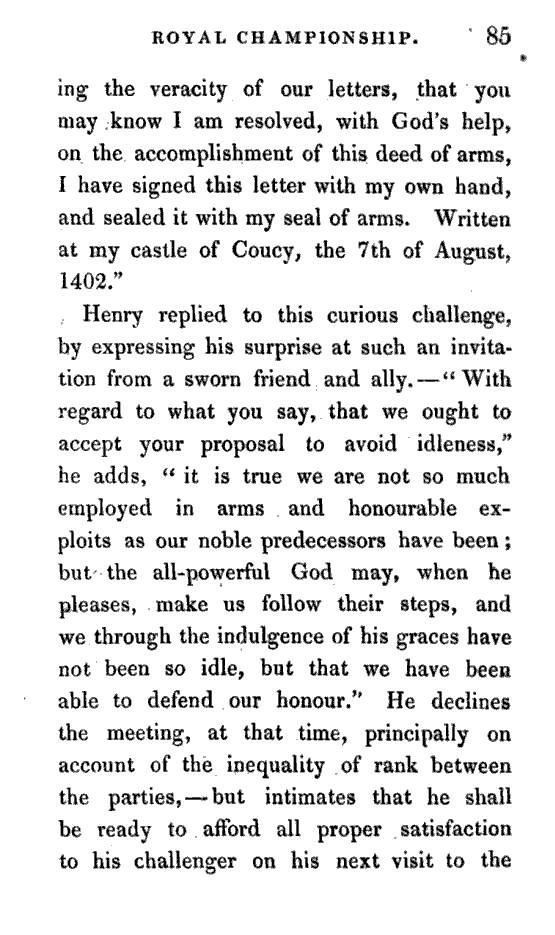 ROYAL CHAMPIONSHIP. 85
ing the veracity of our letters, that you
may know I am resolved, with God's help,
on the accomplishment of this deed of arms,
I have signed this letter with my own hand,
and sealed it with my seal of arms. Written
at my castle of Coucy, the 7th of August,
1402."
Henry replied to this curious challenge,
by expressing his surprise at such an invita-
tion from a sworn friend and ally.—"With
regard to what you say, that we ought to
accept your proposal to avoid idleness,"
he adds, "it is true we are not so much
employed in arms and honourable ex-
ploits as our noble predecessors have been;
but the all-powerful God may, when he
pleases, make us follow their steps, and
we through the indulgence of his graces have
not been so idle, but that we have been
able to defend our honour." He declines
the meeting, at that time, principally on
account of the inequality of rank between
the parties,—but intimates that he shall
be ready to afford all proper satisfaction
to his challenger on his next visit to the